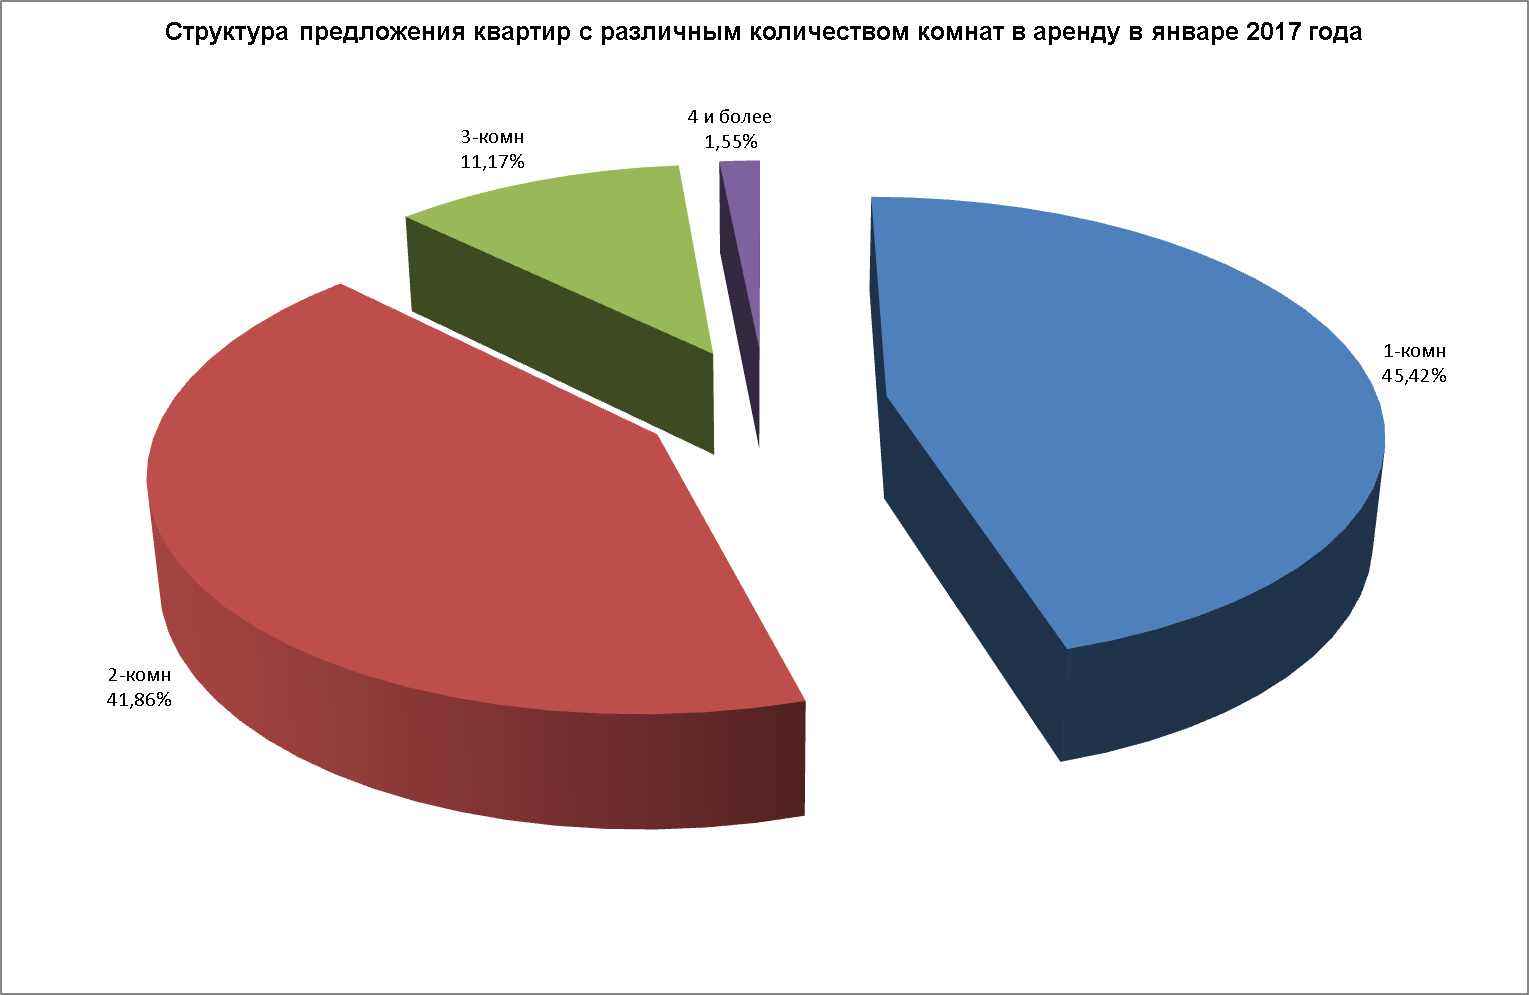 Структура предложения квартир с различным количеством комнат в аренду в январе 2017 года
4 и более
1,55%
3-комн
11,17%
1-комн
45,42%
2-комн
41,86%